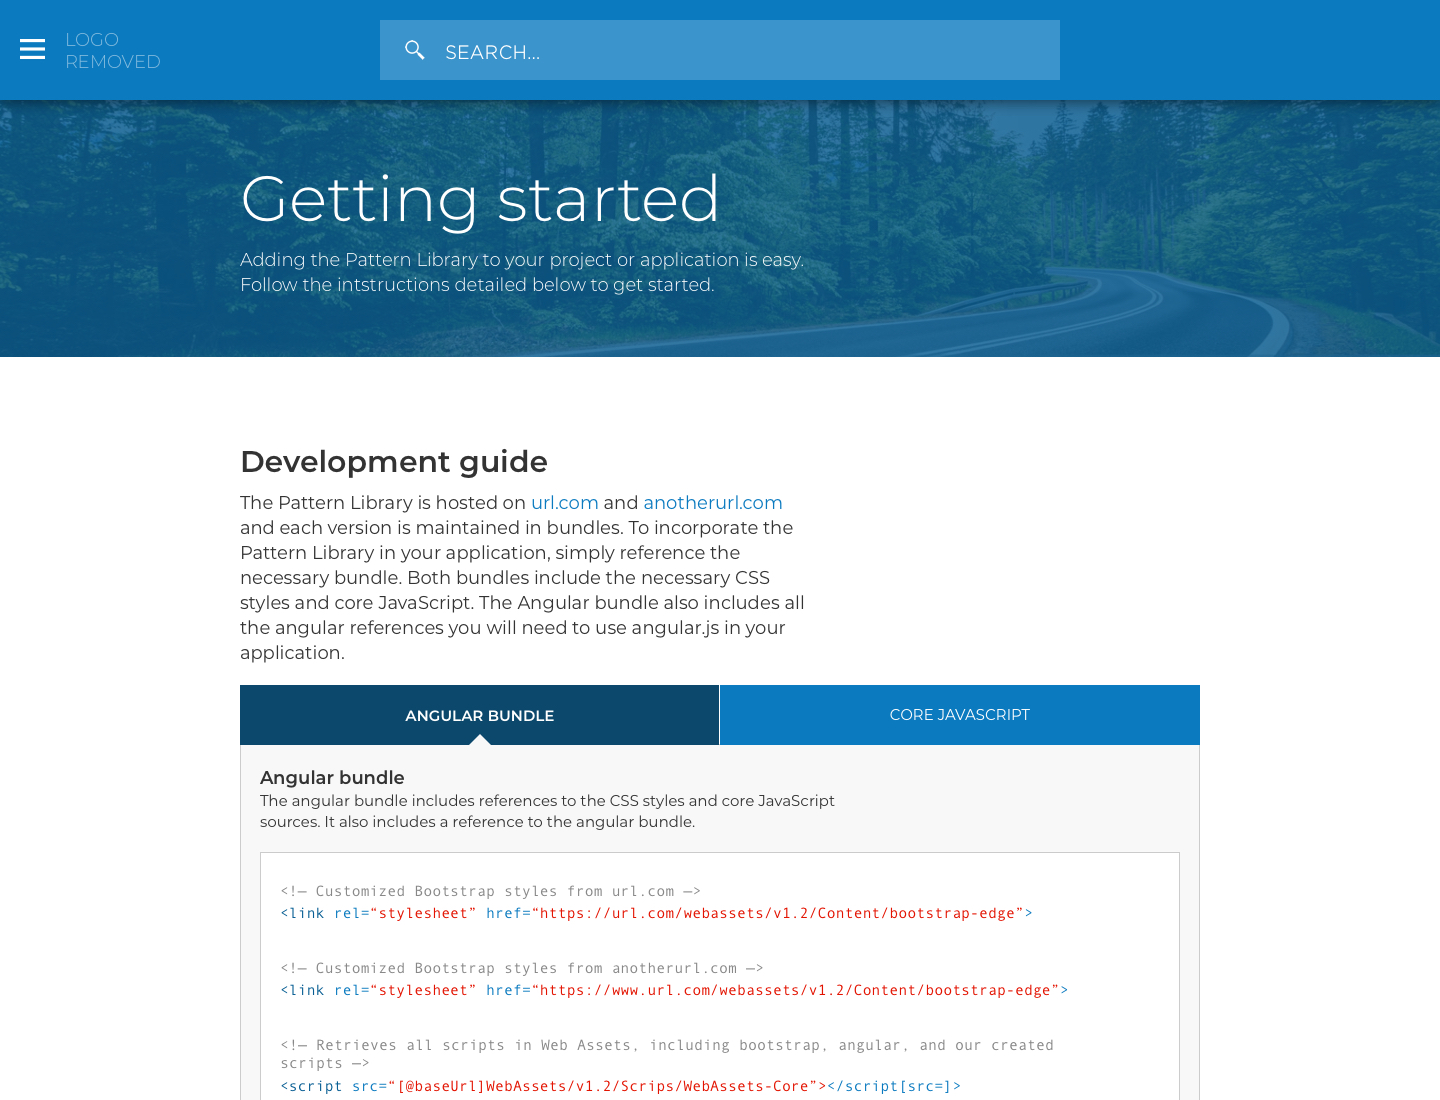 LOGO
REMOVED
SEARCH...
Getting started
Adding the Pattern Library to your project or application is easy.
Follow the intstructions detailed below to get started.
Development guide
The Pattern Library is hosted on url.com and anotherurl.com
and each version is maintained in bundles. To incorporate the
Pattern Library in your application, simply reference the
necessary bundle. Both bundles include the necessary CSS
styles and core JavaScript. The Angular bundle also includes all
the angular references you will need to use angular.js in your
application.
ANGULAR BUNDLE
CORE JAVASCRIPT
Angular bundle
The angular bundle includes references to the CSS styles and core JavaScript
sources. It also includes a reference to the angular bundle.
<!— Customized Bootstrap styles from url.com —>
<link rel=“stylesheet” href=“https://url.com/webassets/v1.2/Content/bootstrap-edge”>
<!— Customized Bootstrap styles from anotherurl.com —>
<link rel=“stylesheet” href=“https://www.url.com/webassets/v1.2/Content/bootstrap-edge”>
<!— Retrieves all scripts in Web Assets, including bootstrap, angular, and our created
scripts —>
<script src=“[@baseUrl]WebAssets/v1.2/Scrips/WebAssets-Core”></script[src=]>